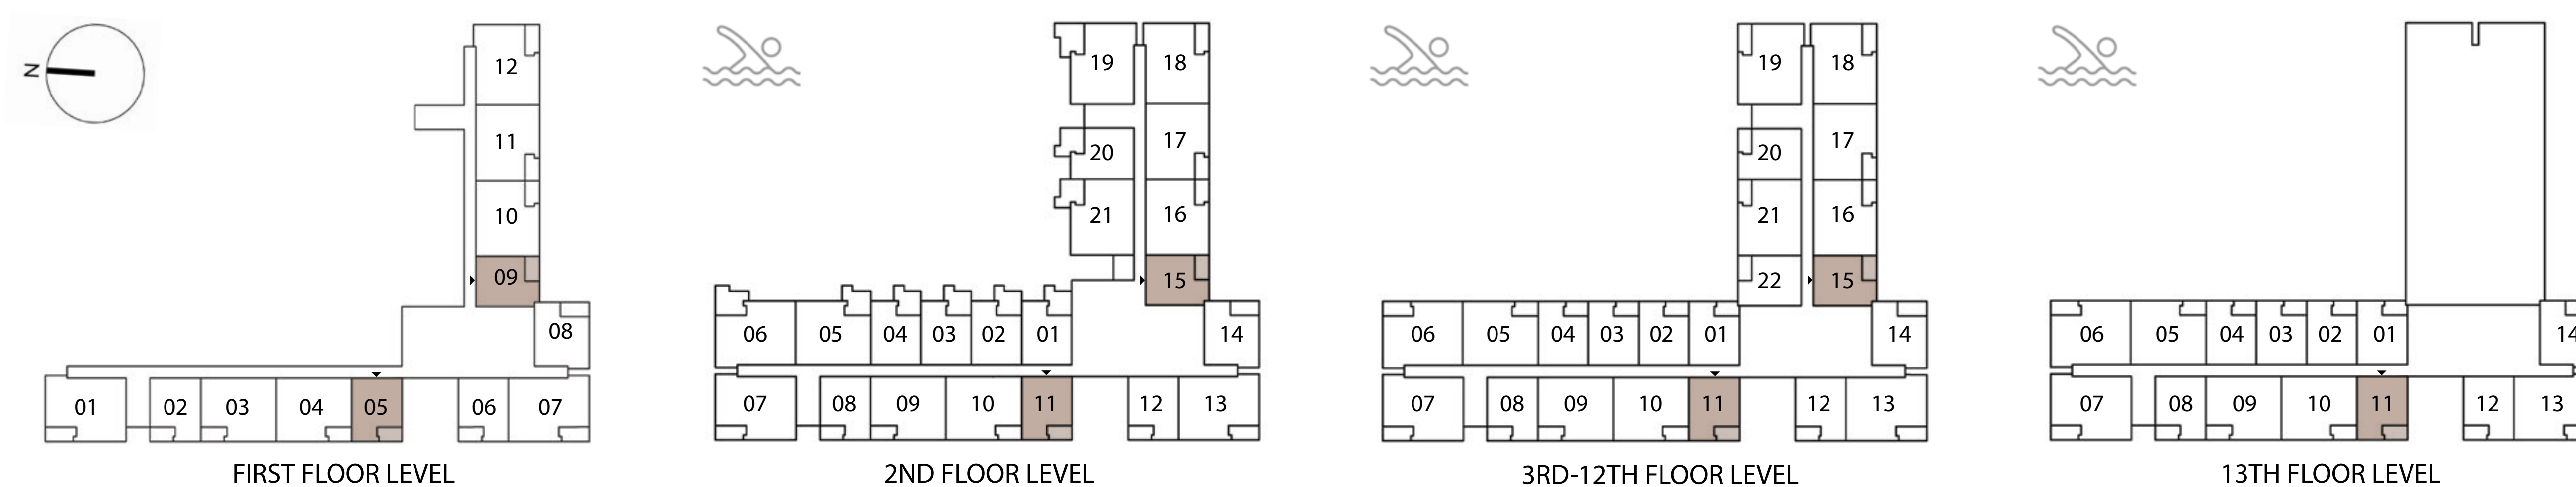 N
12
11
10
09
08
01 02 03 04 05 06 07
FIRST FLOOR LEVEL
19 18
20 17
21 16
15
06 05 04 03 02 01 14
07 08 09 10 11 12 13
2ND FLOOR LEVEL
19 18
20 17
21 16
22 15
06 05 04 03 02 01 14
07 08 09 10 11 12 13
3RD-12TH FLOOR LEVEL
06 05 04 03 02 01 14
07 08 09 10 11 12 13
13TH FLOOR LEVEL